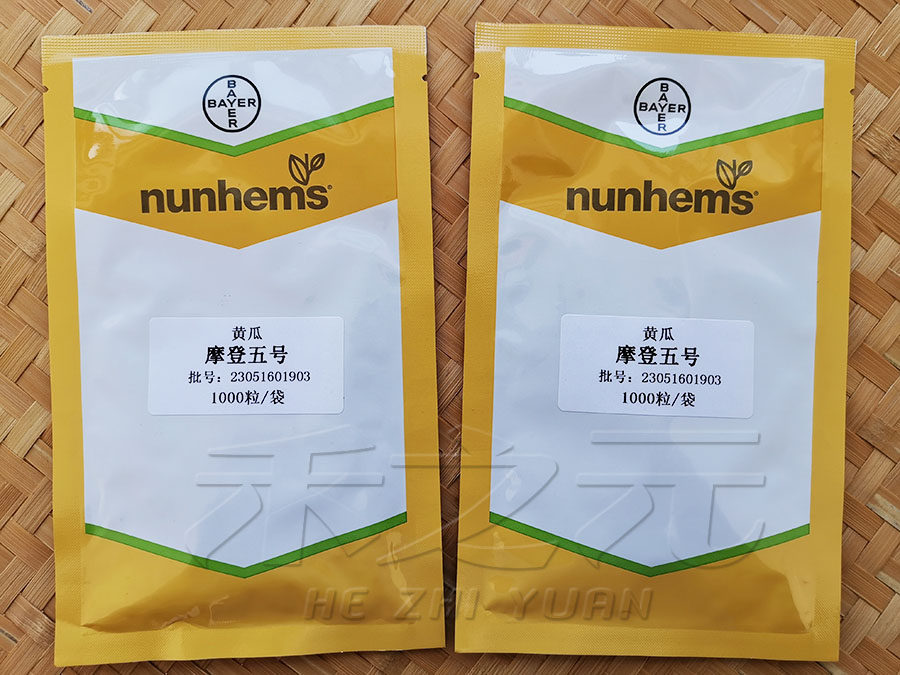 BAYER
BAYER
nunhems®
黄瓜
摩登五号
批号：23051601903
1000粒/袋
BAYER
BAYER
nunhems®
黄瓜
摩登五号
批号：23051601903
1000粒/袋
禾之元
HE ZHI YUAN